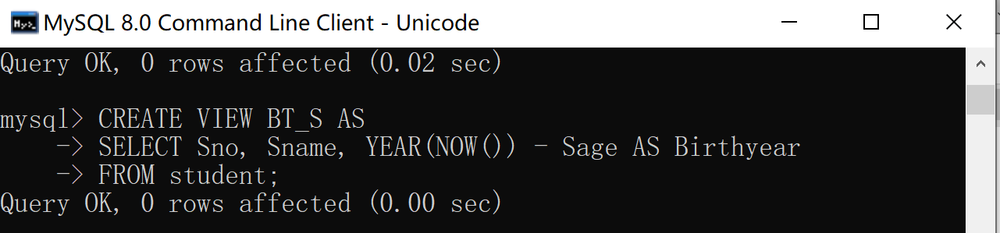 MySQL 8.0 Command Line Client - Unicode
Query OK, 0 rows affected (0.02 sec)
mysql> CREATE VIEW BT_S AS
    -> SELECT Sno, Sname, YEAR(NOW()) - Sage AS Birthyear
    -> FROM student;
Query OK, 0 rows affected (0.00 sec)